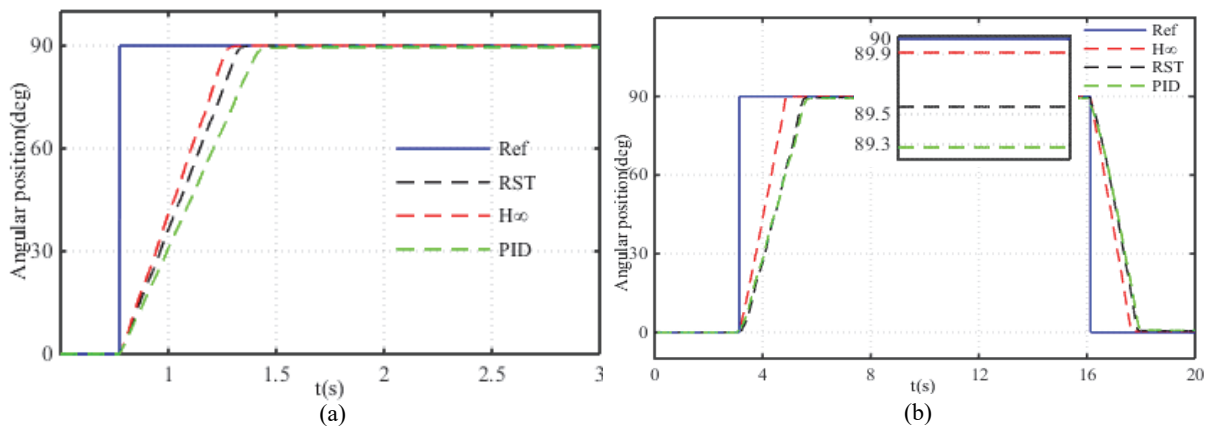 90
60
30
0
Angular position(deg)
Ref
RST
H∞
PID
1
1.5
2
2.5
3
t(s)
(a)
90
60
30
0
Angular position(deg)
90
89.9
89.5
89.3
Ref
H∞
RST
PID
0
4
8
12
16
20
t(s)
(b)